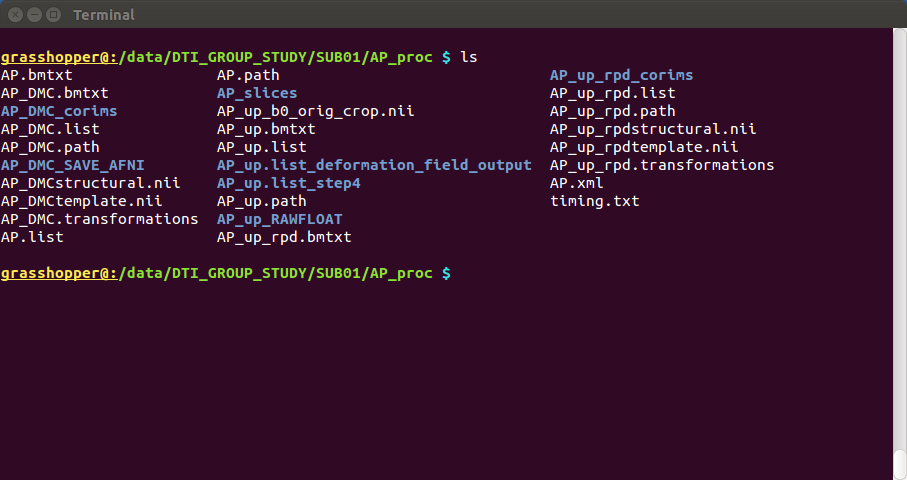 Terminal
grasshopper@:/data/DTI_GROUP_STUDY/SUB01/AP_proc $ ls
AP.bmtxt AP.path AP_up_rpd_corims
AP_DMC.bmtxt AP_slices AP_up_rpd.list
AP_DMC_corims AP_up_b0_orig_crop.nii AP_up_rpd.path
AP_DMC.list AP_up.bmtxt AP_up_rpdstructural.nii
AP_DMC.path AP_up.list AP_up_rpdtemplate.nii
AP_DMC_SAVE_AFNI AP_up.list_deformation_field_output AP_up_rpd.transformations
AP_DMCstructural.nii AP_up.list_step4 AP.xml
AP_DMCtemplate.nii AP_up.path timing.txt
AP_DMC.transformations AP_up_RAWFLOAT
AP.list AP_up_rpd.bmtxt
grasshopper@:/data/DTI_GROUP_STUDY/SUB01/AP_proc $